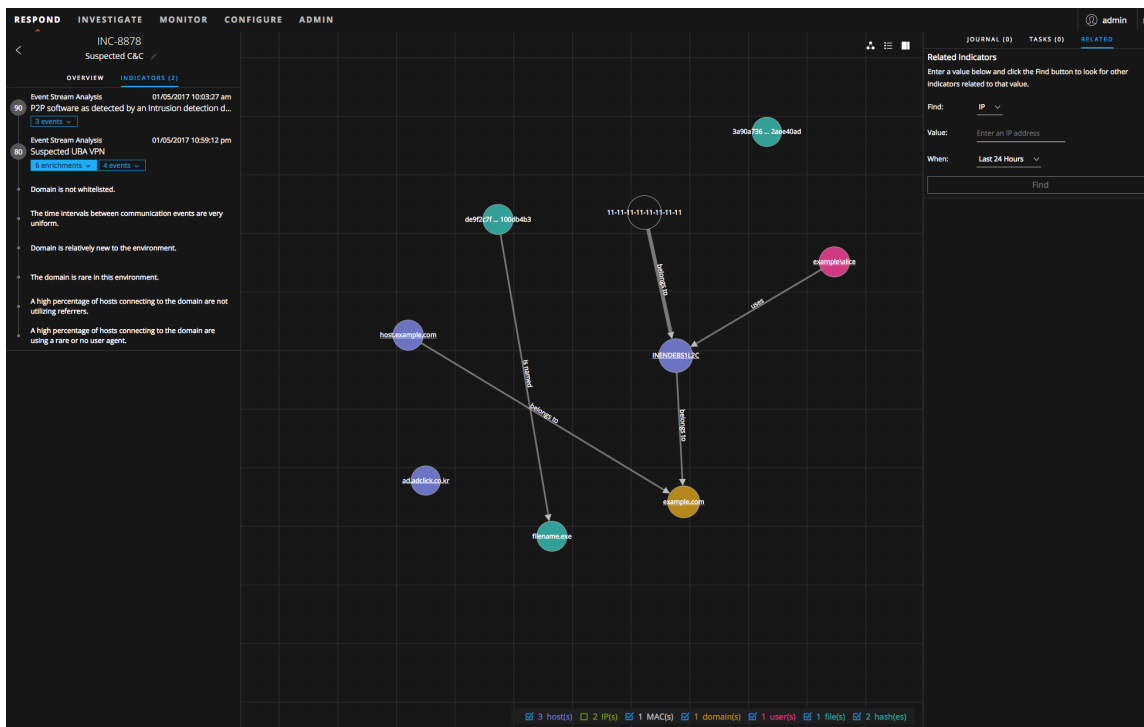 RESPOND INVESTIGATE MONITOR CONFIGURE ADMIN
admin
INC-8878
Suspected C&C
OVERVIEW INDICATORS (2)
Event Stream Analysis 01/05/2017 10:03:27 am
90 P2P software as detected by an Intrusion detection d...
3 events
Event Stream Analysis 01/05/2017 10:59:12 pm
80 Suspected UBA VPN
6 enrichments 4 events
Domain is not whitelisted.
The time intervals between communication events are very
uniform.
Domain is relatively new to the environment.
The domain is rare in this environment.
A high percentage of hosts connecting to the domain are not
utilizing referrers.
A high percentage of hosts connecting to the domain are
using a rare or no user agent.
3a90a736 ... 2aee40ad
de9f2c7f ... 100db4b3
11-11-11-11-11-11-11-11
belongs to
example\alice
uses
host.example.com
INENDEBS1L2C
is named
belongs to
belongs to
ad.adclick.co.kr
example.com
filename.exe
3 host(s) 2 IP(s) 1 MAC(s) 1 domain(s) 1 user(s) 1 file(s) 2 hash(es)
JOURNAL (0) TASKS (0) RELATED
Related Indicators
Enter a value below and click the Find button to look for other
indicators related to that value.
Find: IP
Value: Enter an IP address
When: Last 24 Hours
Find